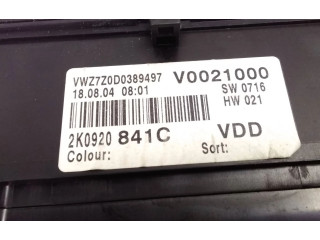 VWZ7Z0D0389497 V0021000
18.08.04 08:01 SW 0716
HW 021
2K0920 841C VDD
Colour: Sort: